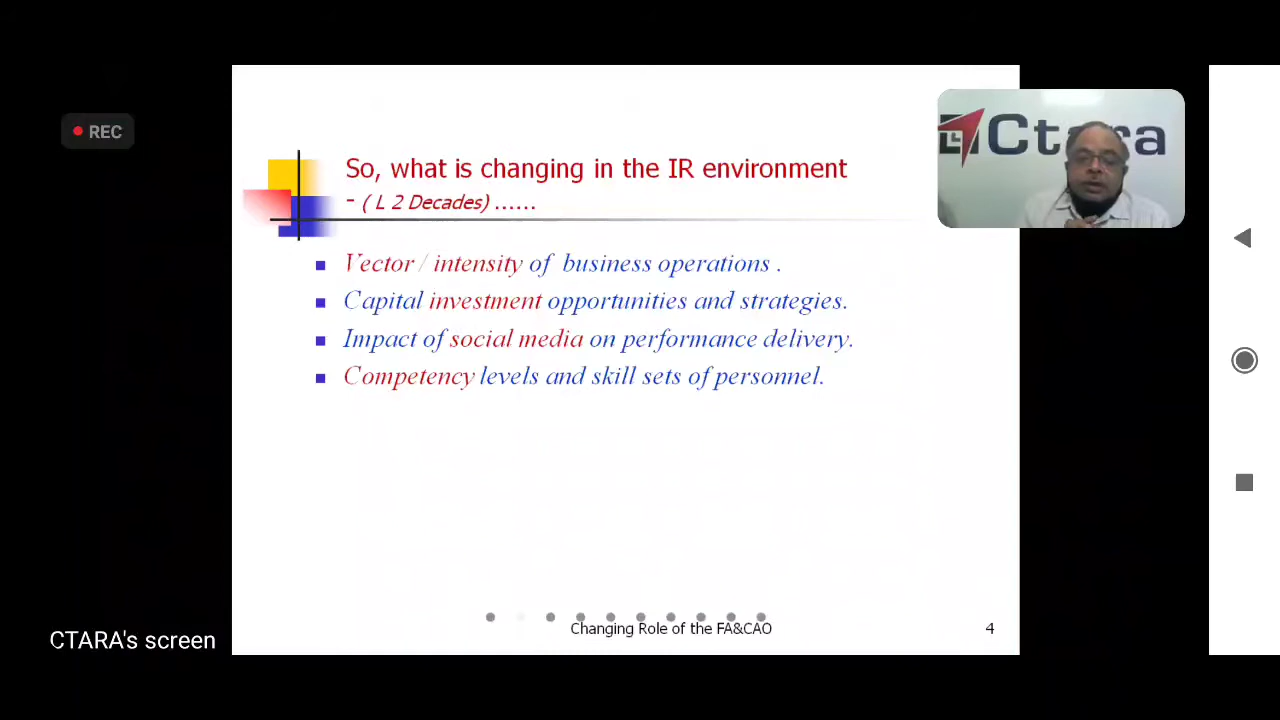 REC
Ctara
So, what is changing in the IR environment
- ( L 2 Decades) ......
Vector / intensity of business operations .
Capital investment opportunities and strategies.
Impact of social media on performance delivery.
Competency levels and skill sets of personnel.
Changing Role of the FA&CAO
4
CTARA's screen